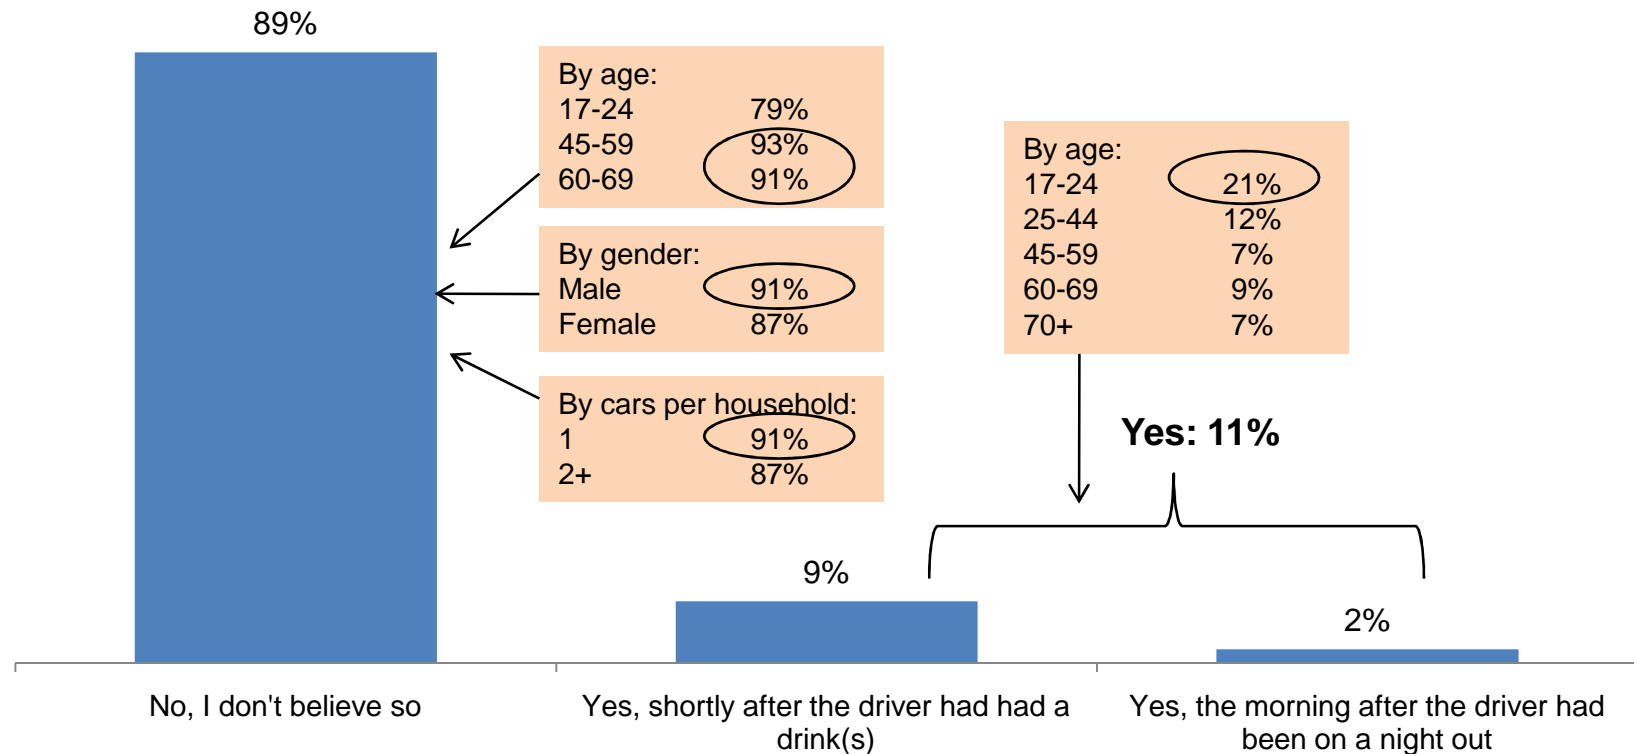 89%
By age:
17-24 79%
45-59 93%
60-69 91%
By gender:
Male 91%
Female 87%
By cars per household:
1 91%
2+ 87%
By age:
17-24 21%
25-44 12%
45-59 7%
60-69 9%
70+ 7%
Yes: 11%
9%
2%
No, I don't believe so
Yes, shortly after the driver had had a
drink(s)
Yes, the morning after the driver had
been on a night out